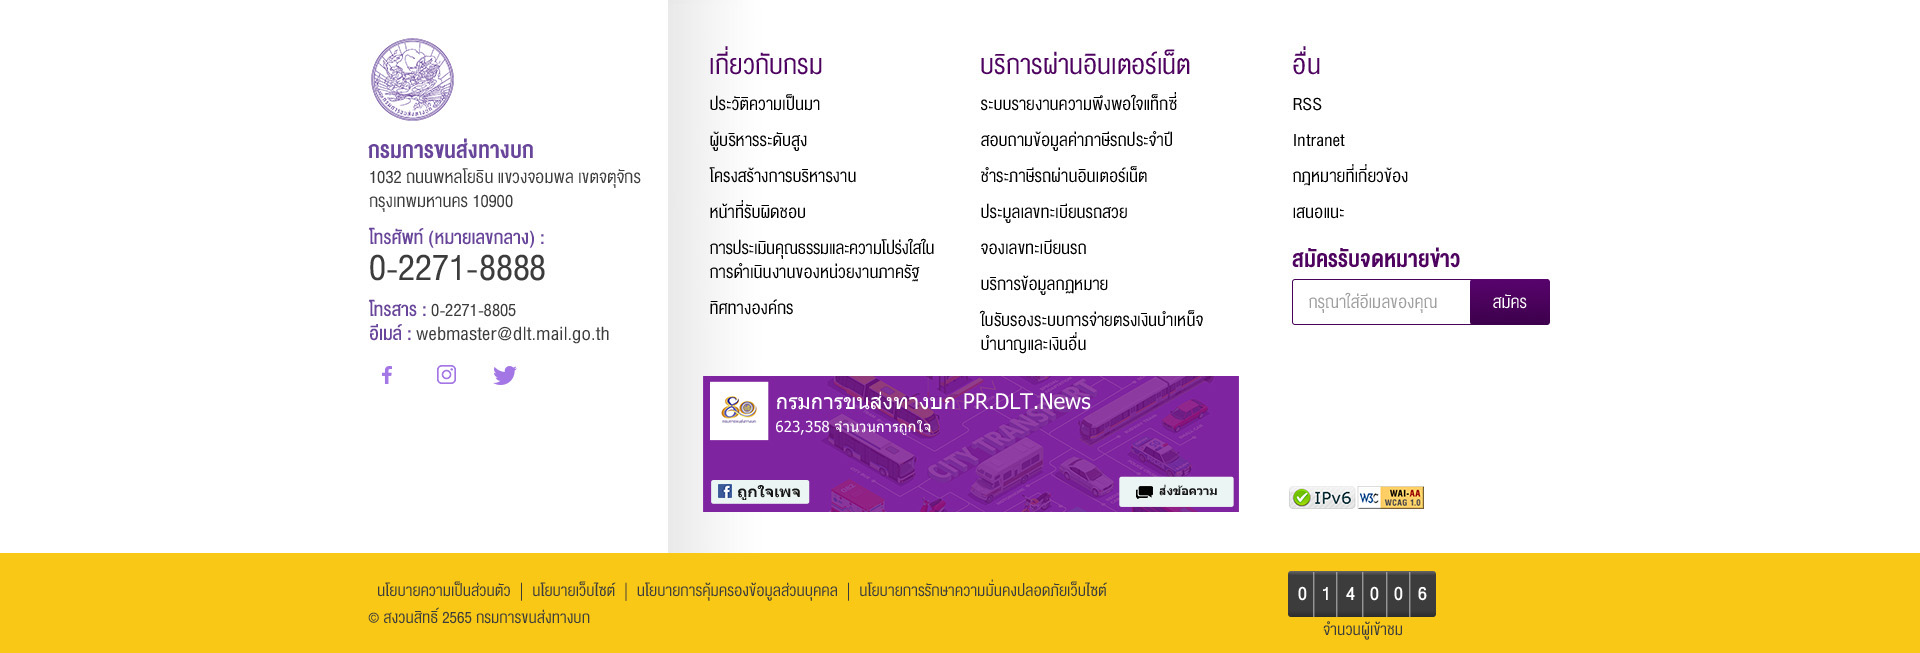 กรมการขนส่งทางบก
1032 ถนนพหลโยธิน แขวงจอมพล เขตจตุจักร
กรุงเทพมหานคร 10900
โทรศัพท์ (หมายเลขกลาง) :
0-2271-8888
โทรสาร : 0-2271-8805
อีเมล์ : webmaster@dlt.mail.go.th
เกี่ยวกับกรม
ประวัติความเป็นมา
ผู้บริหารระดับสูง
โครงสร้างการบริหารงาน
หน้าที่รับผิดชอบ
การประเมินคุณธรรมและความโปร่งใสใน
การดำเนินงานของหน่วยงานภาครัฐ
ทิศทางองค์กร
บริการผ่านอินเตอร์เน็ต
ระบบรายงานความพึงพอใจแท็กซี่
สอบถามข้อมูลค่าภาษีรถประจำปี
ชำระภาษีรถผ่านอินเตอร์เน็ต
ประมูลเลขทะเบียนรถสวย
จองเลขทะเบียนรถ
บริการข้อมูลกฎหมาย
ใบรับรองระบบการจ่ายตรงเงินบำเหน็จ
บำนาญและเงินอื่น
อื่น
RSS
Intranet
กฎหมายที่เกี่ยวข้อง
เสนอแนะ
สมัครรับจดหมายข่าว
กรุณาใส่อีเมลของคุณ
สมัคร
กรมการขนส่งทางบก PR.DLT.News
623,358 จำนวนการถูกใจ
CITY TRANSPORT
ถูกใจเพจ
ส่งข้อความ
IPv6
W3C WAI-AA
WCAG 1.0
นโยบายความเป็นส่วนตัว | นโยบายเว็บไซต์ | นโยบายการคุ้มครองข้อมูลส่วนบุคคล | นโยบายการรักษาความมั่นคงปลอดภัยเว็บไซต์
© สงวนสิทธิ์ 2565 กรมการขนส่งทางบก
0 1 4 0 0 6
จำนวนผู้เข้าชม